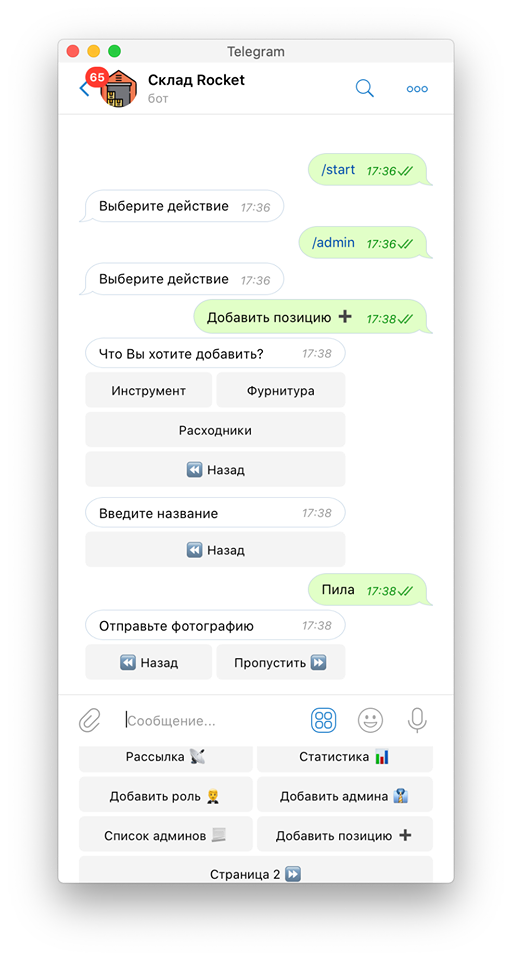 Telegram
65
Склад Rocket
бот
/start 17:36
Выберите действие 17:36
/admin 17:36
Выберите действие 17:36
Добавить позицию ➕ 17:38
Что Вы хотите добавить? 17:38
Инструмент Фурнитура
Расходники
⏪ Назад
Введите название 17:38
⏪ Назад
Пила 17:38
Отправьте фотографию 17:38
⏪ Назад Пропустить ⏩
Сообщение...
Рассылка Статистика
Добавить роль Добавить админа
Список админов Добавить позицию ➕
Страница 2 ⏩